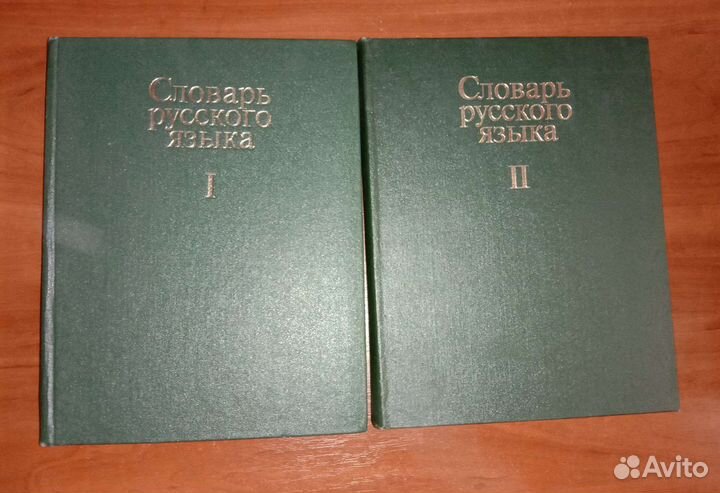 Словарь
русского
языка
I
Словарь
русского
языка
II
Avito